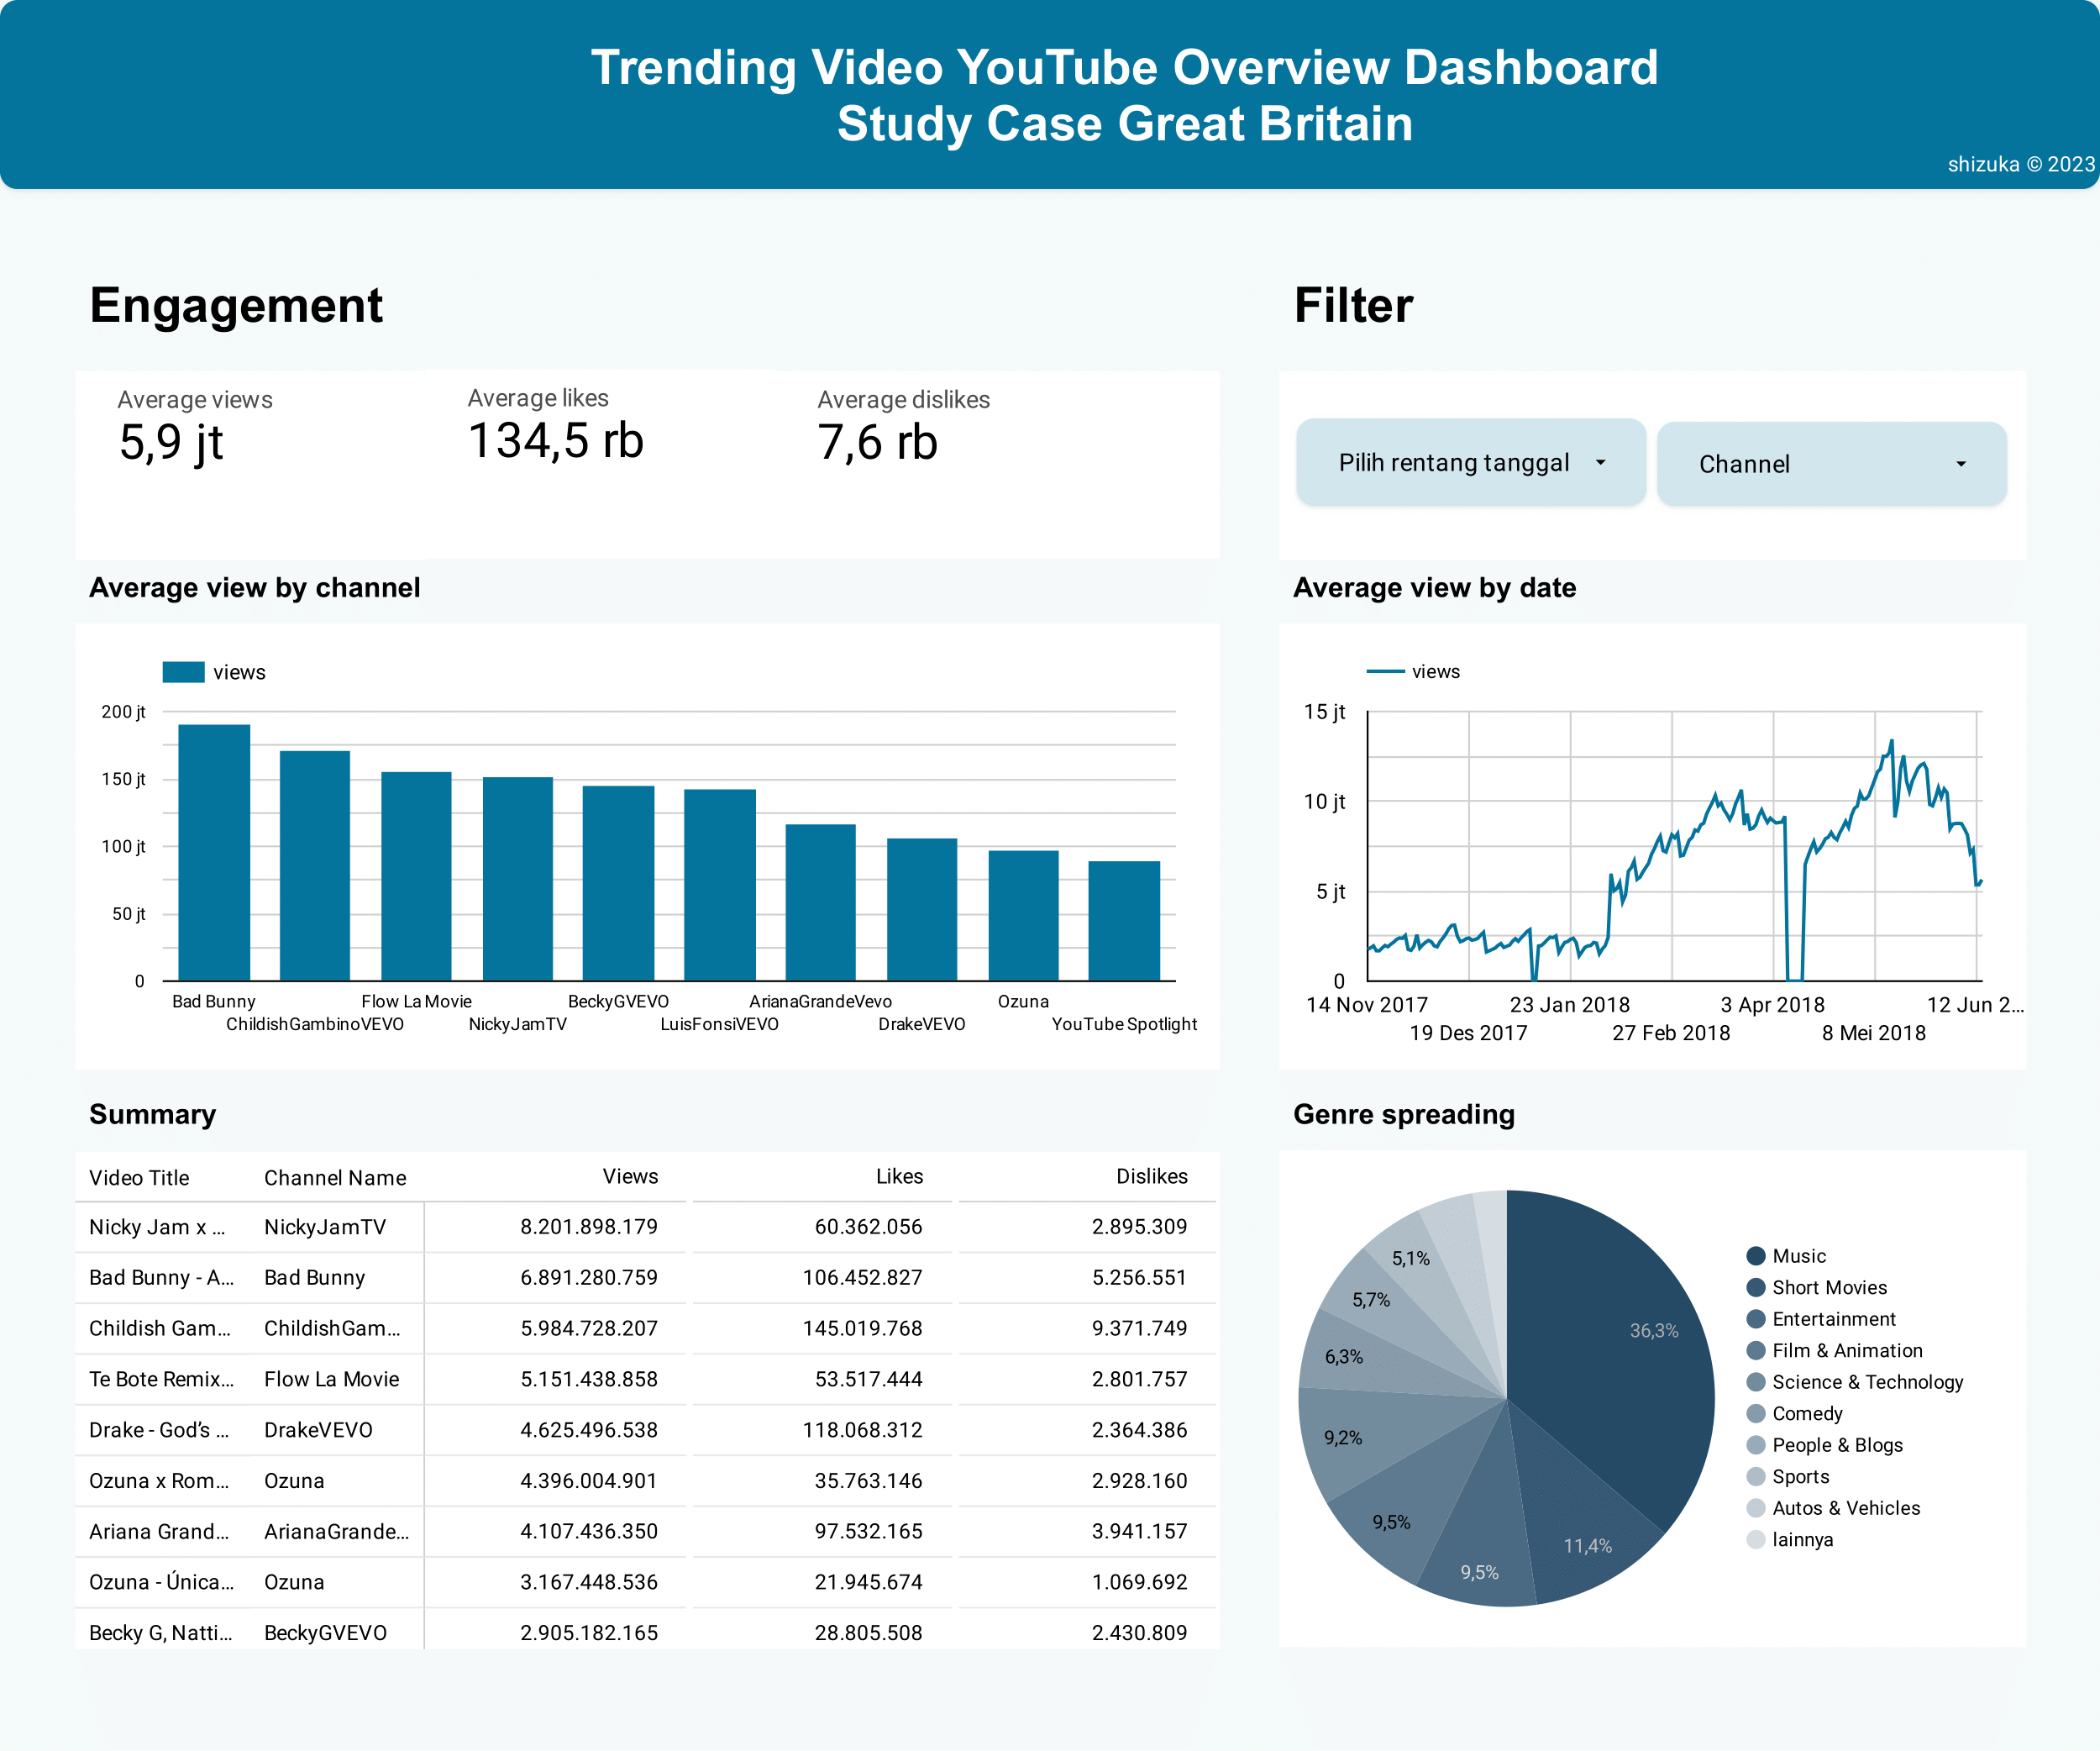 Trending Video YouTube Overview Dashboard
Study Case Great Britain
shizuka © 2023
Engagement
Average views
5,9 jt
Average likes
134,5 rb
Average dislikes
7,6 rb
Filter
Pilih rentang tanggal
Channel
Average view by channel
views
200 jt
150 jt
100 jt
50 jt
0
Bad Bunny
ChildishGambinoVEVO
Flow La Movie
NickyJamTV
BeckyGVEVO
LuisFonsiVEVO
ArianaGrandeVevo
DrakeVEVO
Ozuna
YouTube Spotlight
Average view by date
views
15 jt
10 jt
5 jt
0
14 Nov 2017
19 Des 2017
23 Jan 2018
27 Feb 2018
3 Apr 2018
8 Mei 2018
12 Jun 2...
Summary
Video Title Channel Name Views Likes Dislikes
Nicky Jam x ... NickyJamTV 8.201.898.179 60.362.056 2.895.309
Bad Bunny - A... Bad Bunny 6.891.280.759 106.452.827 5.256.551
Childish Gam... ChildishGam... 5.984.728.207 145.019.768 9.371.749
Te Bote Remix... Flow La Movie 5.151.438.858 53.517.444 2.801.757
Drake - God’s ... DrakeVEVO 4.625.496.538 118.068.312 2.364.386
Ozuna x Rom... Ozuna 4.396.004.901 35.763.146 2.928.160
Ariana Grand... ArianaGrande... 4.107.436.350 97.532.165 3.941.157
Ozuna - Única... Ozuna 3.167.448.536 21.945.674 1.069.692
Becky G, Natti... BeckyGVEVO 2.905.182.165 28.805.508 2.430.809
Genre spreading
36,3%
11,4%
9,5%
9,5%
9,2%
6,3%
5,7%
5,1%
Music
Short Movies
Entertainment
Film & Animation
Science & Technology
Comedy
People & Blogs
Sports
Autos & Vehicles
lainnya